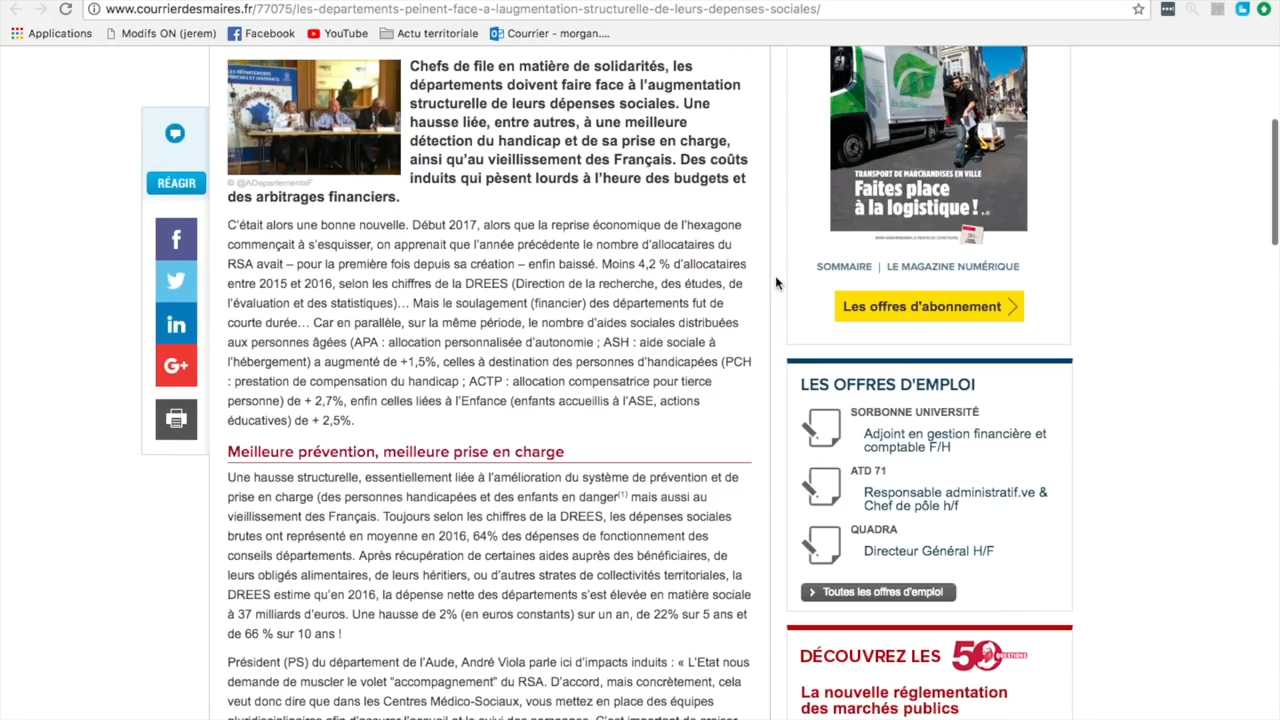 www.courrierdesmaires.fr/77075/les-departements-peinent-face-a-laugmentation-structurelle-de-leurs-depenses-sociales/
Applications
Modifs ON (jerem)
Facebook
YouTube
Actu territoriale
Courrier - morgan....
RÉAGIR
© @ADepartementsF
Chefs de file en matière de solidarités, les
départements doivent faire face à l'augmentation
structurelle de leurs dépenses sociales. Une
hausse liée, entre autres, à une meilleure
détection du handicap et de sa prise en charge,
ainsi qu'au vieillissement des Français. Des coûts
induits qui pèsent lourds à l'heure des budgets et
des arbitrages financiers.
C'était alors une bonne nouvelle. Début 2017, alors que la reprise économique de l'hexagone
commençait à s'esquisser, on apprenait que l'année précédente le nombre d'allocataires du
RSA avait – pour la première fois depuis sa création – enfin baissé. Moins 4,2 % d'allocataires
entre 2015 et 2016, selon les chiffres de la DREES (Direction de la recherche, des études, de
l'évaluation et des statistiques)… Mais le soulagement (financier) des départements fut de
courte durée… Car en parallèle, sur la même période, le nombre d'aides sociales distribuées
aux personnes âgées (APA : allocation personnalisée d'autonomie ; ASH : aide sociale à
l'hébergement) a augmenté de +1,5%, celles à destination des personnes d'handicapées (PCH
: prestation de compensation du handicap ; ACTP : allocation compensatrice pour tierce
personne) de + 2,7%, enfin celles liées à l'Enfance (enfants accueillis à l'ASE, actions
éducatives) de + 2,5%.
Meilleure prévention, meilleure prise en charge
Une hausse structurelle, essentiellement liée à l'amélioration du système de prévention et de
prise en charge (des personnes handicapées et des enfants en danger(1) mais aussi au
vieillissement des Français. Toujours selon les chiffres de la DREES, les dépenses sociales
brutes ont représenté en moyenne en 2016, 64% des dépenses de fonctionnement des
conseils départements. Après récupération de certaines aides auprès des bénéficiaires, de
leurs obligés alimentaires, de leurs héritiers, ou d'autres strates de collectivités territoriales, la
DREES estime qu'en 2016, la dépense nette des départements s'est élevée en matière sociale
à 37 milliards d'euros. Une hausse de 2% (en euros constants) sur un an, de 22% sur 5 ans et
de 66 % sur 10 ans !
Président (PS) du département de l'Aude, André Viola parle ici d'impacts induits : « L'Etat nous
demande de muscler le volet “accompagnement” du RSA. D'accord, mais concrètement, cela
veut donc dire que dans les Centres Médico-Sociaux, vous mettez en place des équipes
TRANSPORT DE MARCHANDISES EN VILLE
Faites place
à la logistique !
SOMMAIRE | LE MAGAZINE NUMÉRIQUE
Les offres d'abonnement
LES OFFRES D'EMPLOI
SORBONNE UNIVERSITÉ
Adjoint en gestion financière et
comptable F/H
ATD 71
Responsable administratif.ve &
Chef de pôle h/f
QUADRA
Directeur Général H/F
Toutes les offres d'emploi
DÉCOUVREZ LES 50 QUESTIONS
La nouvelle réglementation
des marchés publics